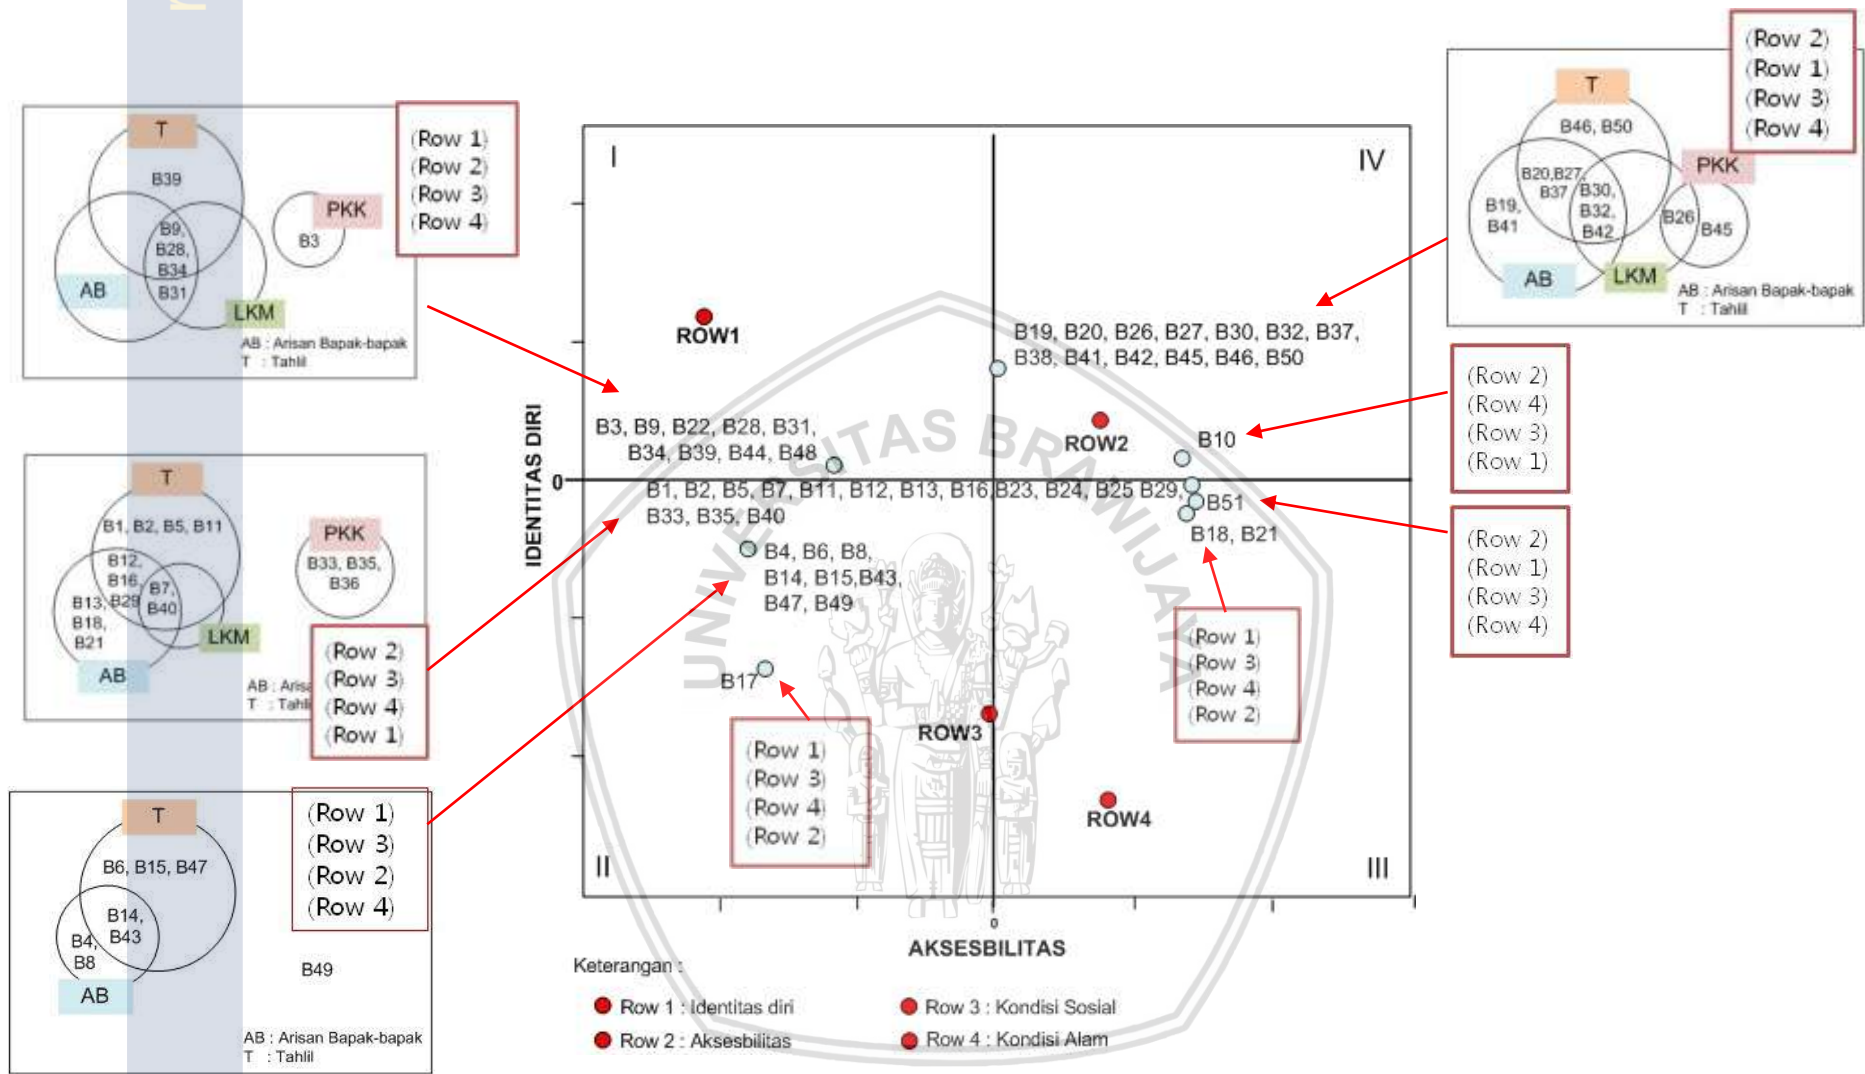 T
B39
B9,
B28,
B34
B31
AB
LKM
PKK
B3
AB : Arisan Bapak-bapak
T : Tahlil
(Row 1)
(Row 2)
(Row 3)
(Row 4)
T
B1, B2, B5, B11
B12,
B16,
B29
B7,
B40
B13,
B18,
B21
AB
LKM
PKK
B33, B35,
B36
AB : Arisa
T : Tahli
(Row 2)
(Row 3)
(Row 4)
(Row 1)
T
B6, B15, B47
B14,
B43
B4,
B8
AB
B49
AB : Arisan Bapak-bapak
T : Tahlil
(Row 1)
(Row 3)
(Row 2)
(Row 4)
I
IV
II
III
IDENTITAS DIRI
0
ROW1
B3, B9, B22, B28, B31,
B34, B39, B44, B48
B1, B2, B5, B7, B11, B12, B13, B16, B23, B24, B25 B29,
B33, B35, B40
B4, B6, B8,
B14, B15,B43,
B47, B49
B17
(Row 1)
(Row 3)
(Row 4)
(Row 2)
B19, B20, B26, B27, B30, B32, B37,
B38, B41, B42, B45, B46, B50
ROW2
B10
B51
B18, B21
(Row 1)
(Row 3)
(Row 4)
(Row 2)
ROW3
ROW4
0
AKSESBILITAS
UNIVERSITAS BRAWIJAYA
T
B46, B50
B20,B27,
B37
B30,
B32,
B42
B19,
B41
B26
B45
PKK
AB
LKM
AB : Arisan Bapak-bapak
T : Tahlil
(Row 2)
(Row 1)
(Row 3)
(Row 4)
(Row 2)
(Row 4)
(Row 3)
(Row 1)
(Row 2)
(Row 1)
(Row 3)
(Row 4)
Keterangan :
Row 1 : Identitas diri
Row 2 : Aksesbilitas
Row 3 : Kondisi Sosial
Row 4 : Kondisi Alam